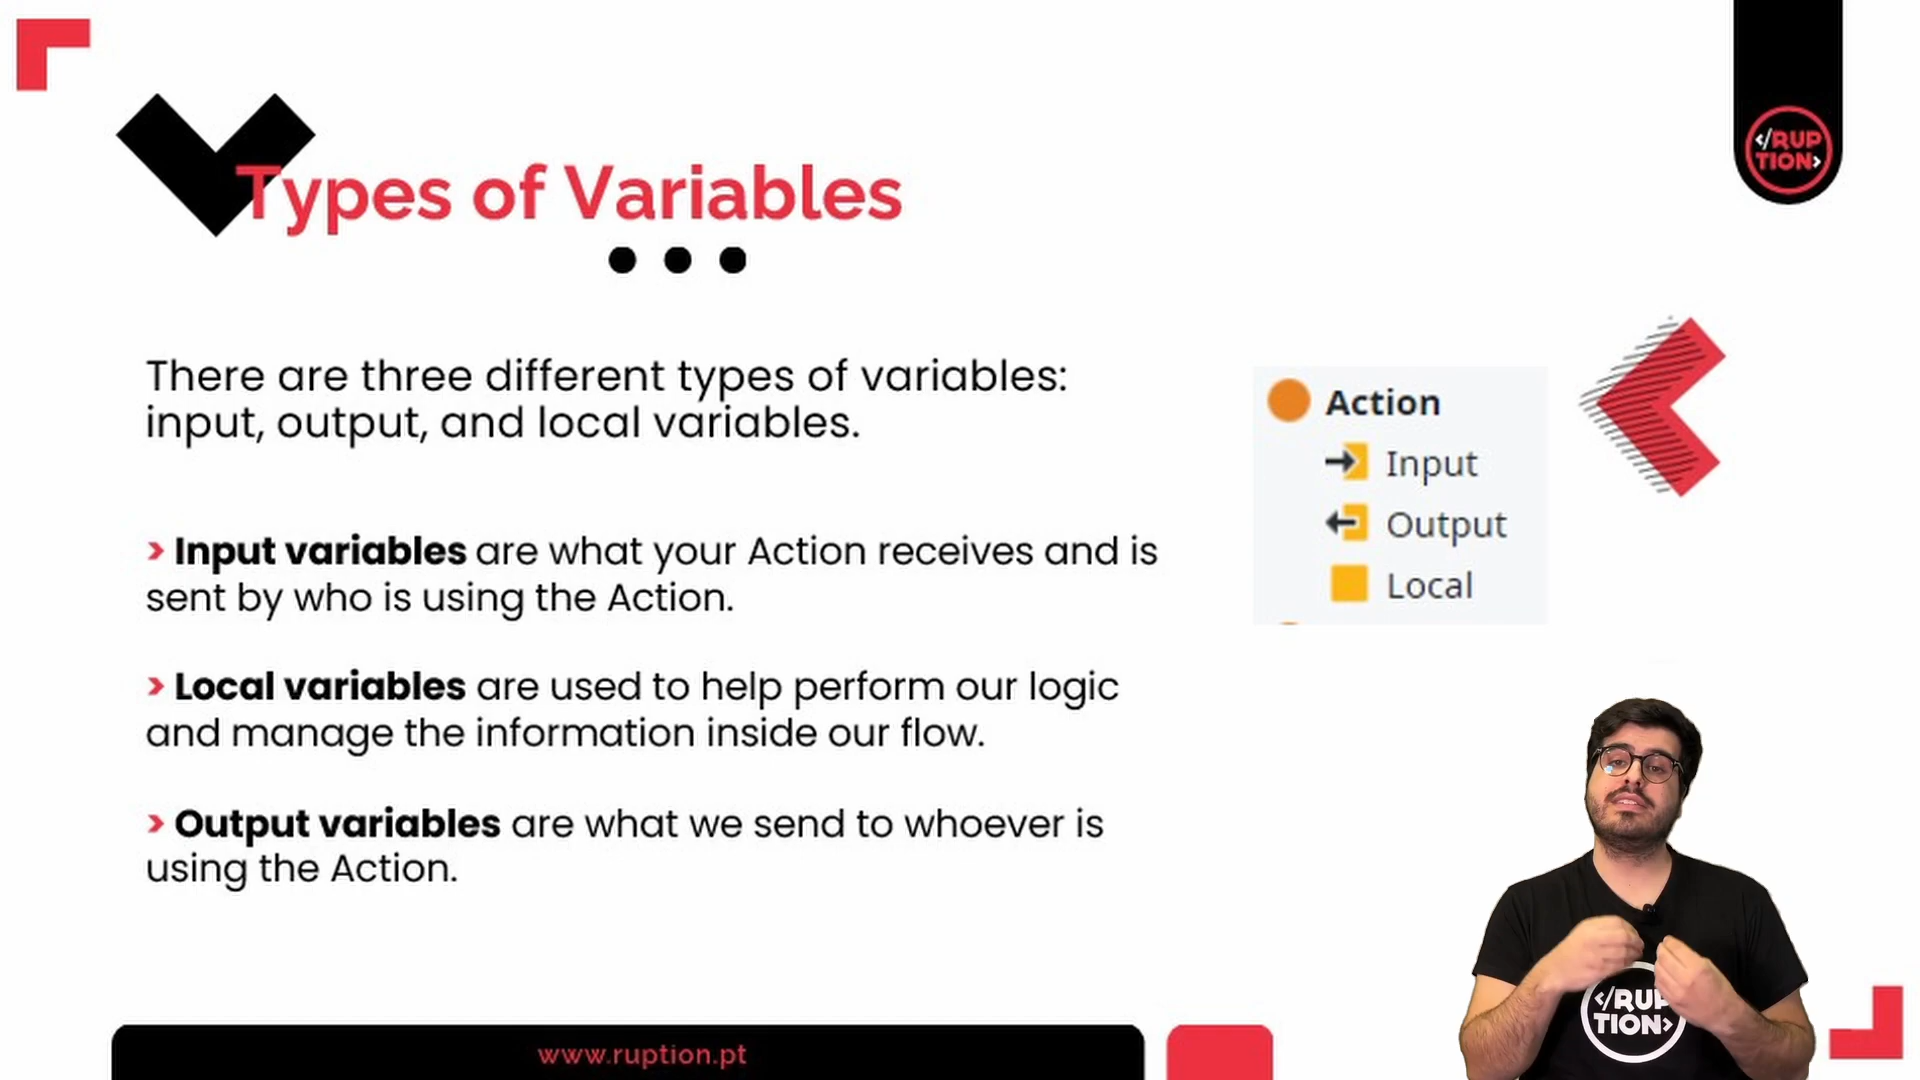 </RUP
TION>
Types of Variables
There are three different types of variables:
input, output, and local variables.
> Input variables are what your Action receives and is
sent by who is using the Action.
> Local variables are used to help perform our logic
and manage the information inside our flow.
> Output variables are what we send to whoever is
using the Action.
Action
Input
Output
Local
</RUP
TION>
www.ruption.pt